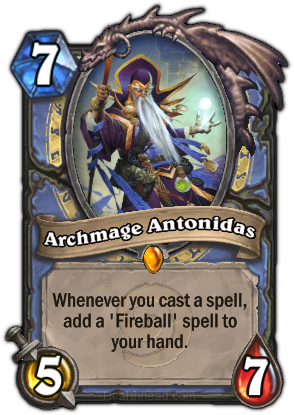 7
Archmage Antonidas
Whenever you cast a spell,
add a 'Fireball' spell to
your hand.
5
7